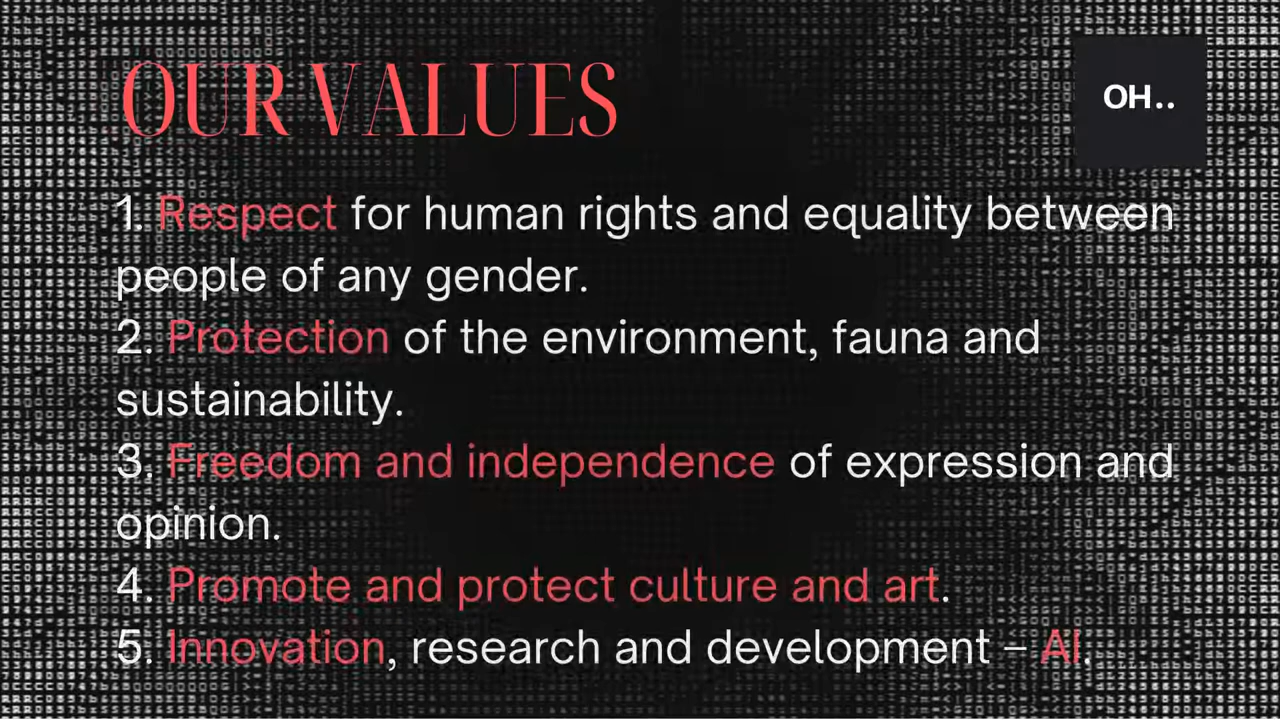 OUR VALUES
OH..
1. Respect for human rights and equality between
people of any gender.
2. Protection of the environment, fauna and
sustainability.
3. Freedom and independence of expression and
opinion.
4. Promote and protect culture and art.
5. Innovation, research and development – AI.